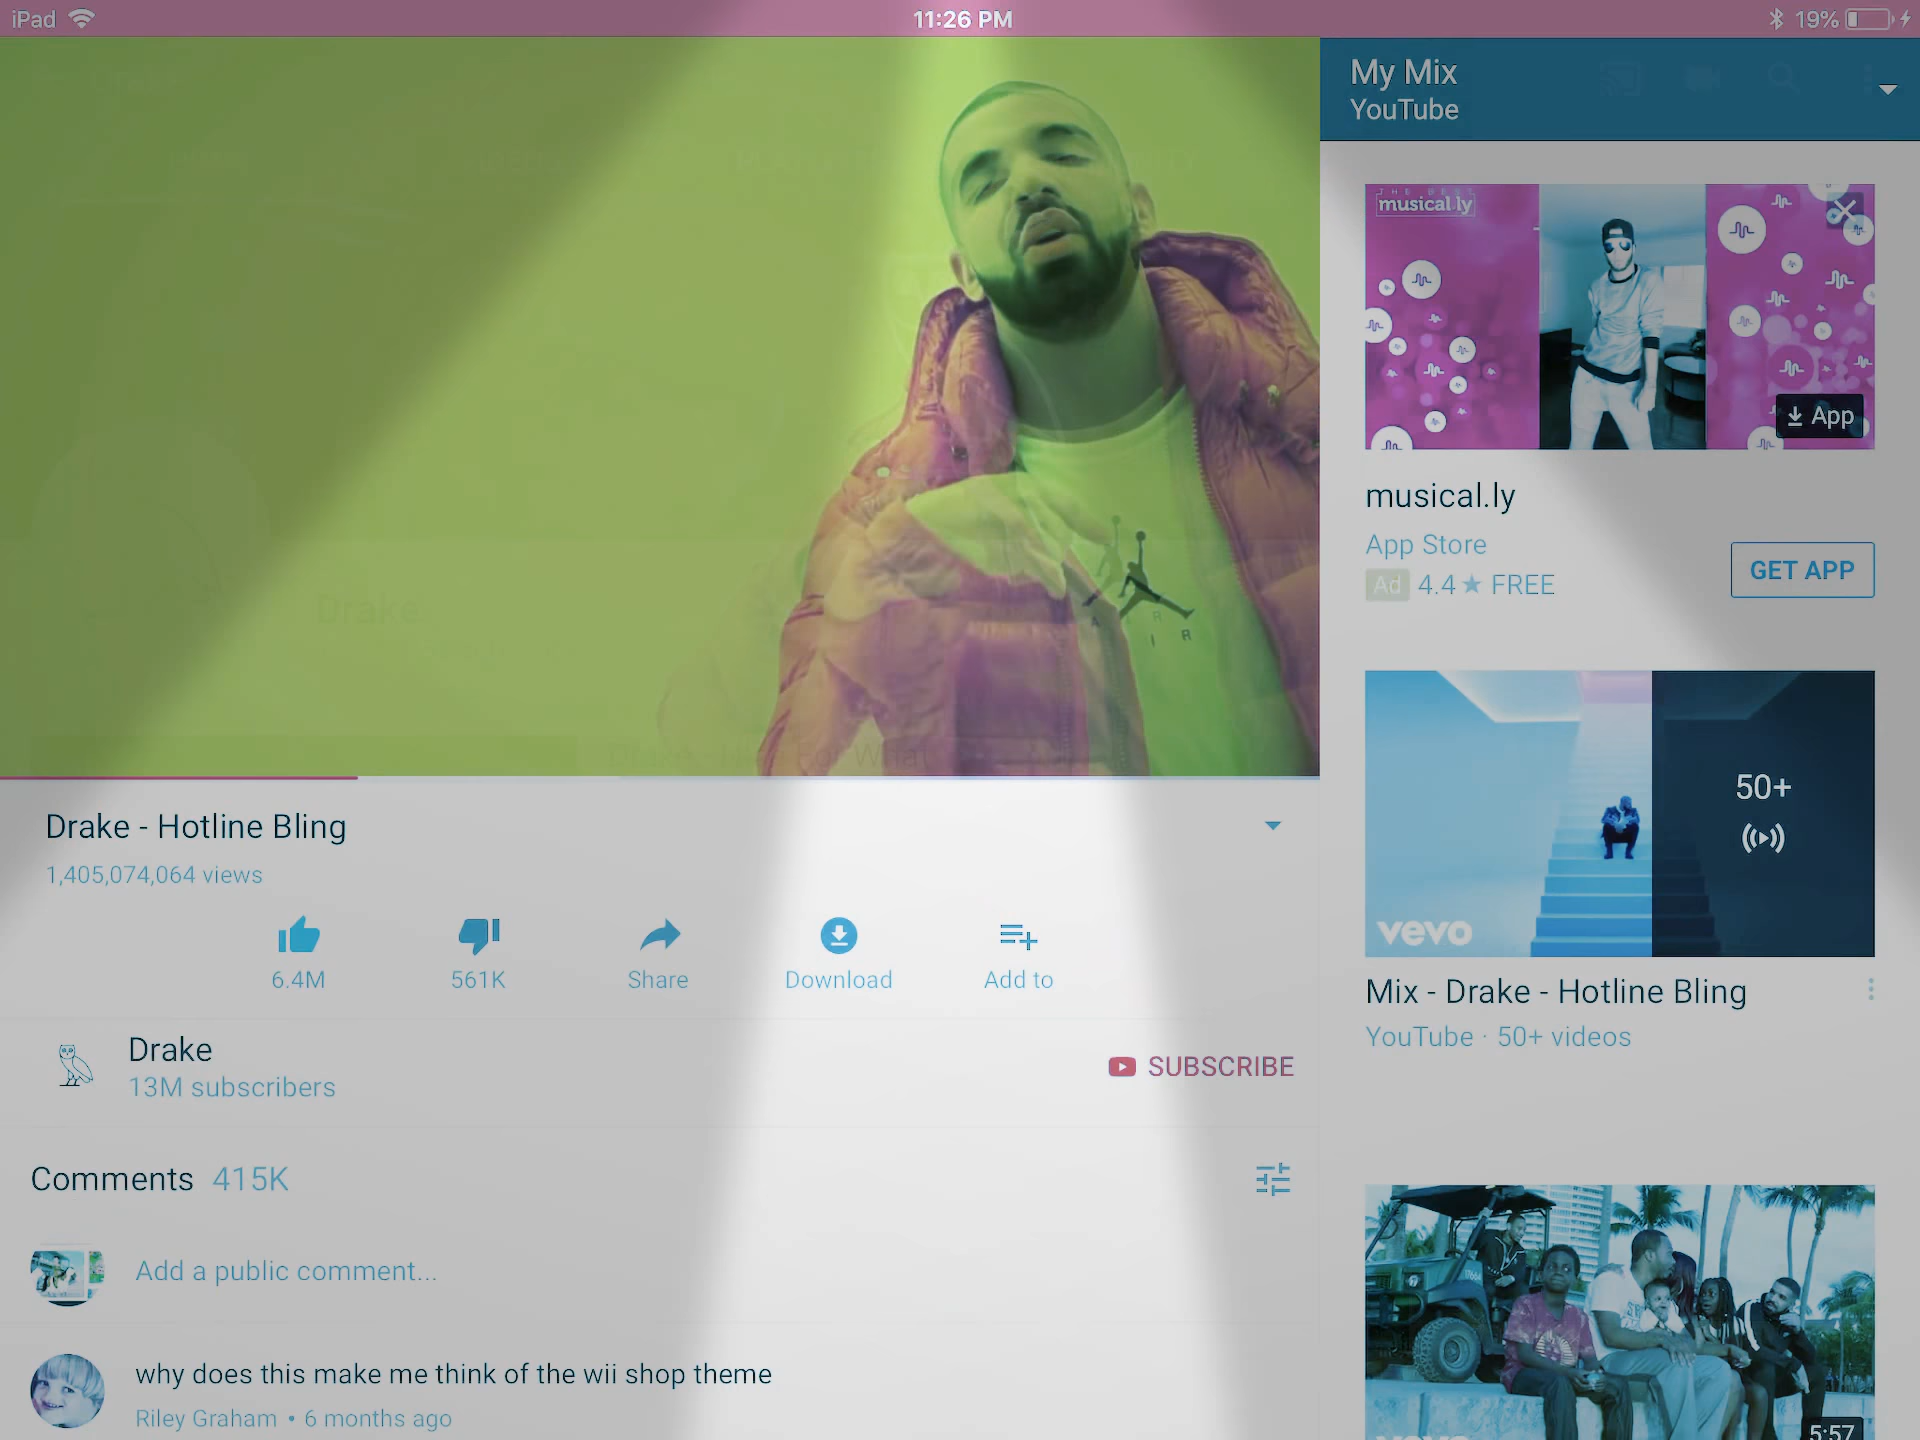 iPad
11:26 PM
19%
My Mix
YouTube
THE BEST
musical.ly
App
musical.ly
App Store
Ad 4.4 ★ FREE
GET APP
Drake
Drake - Hotline Bling
1,405,074,064 views
6.4M
561K
Share
Download
Add to
Drake
13M subscribers
SUBSCRIBE
Comments 415K
Add a public comment...
why does this make me think of the wii shop theme
Riley Graham • 6 months ago
50+
vevo
Mix - Drake - Hotline Bling
YouTube · 50+ videos
5:57